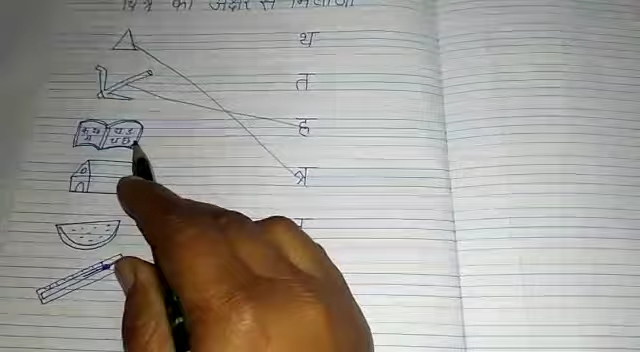 चित्र को अक्षर से मिलाओ
थ
त
ह
त्र